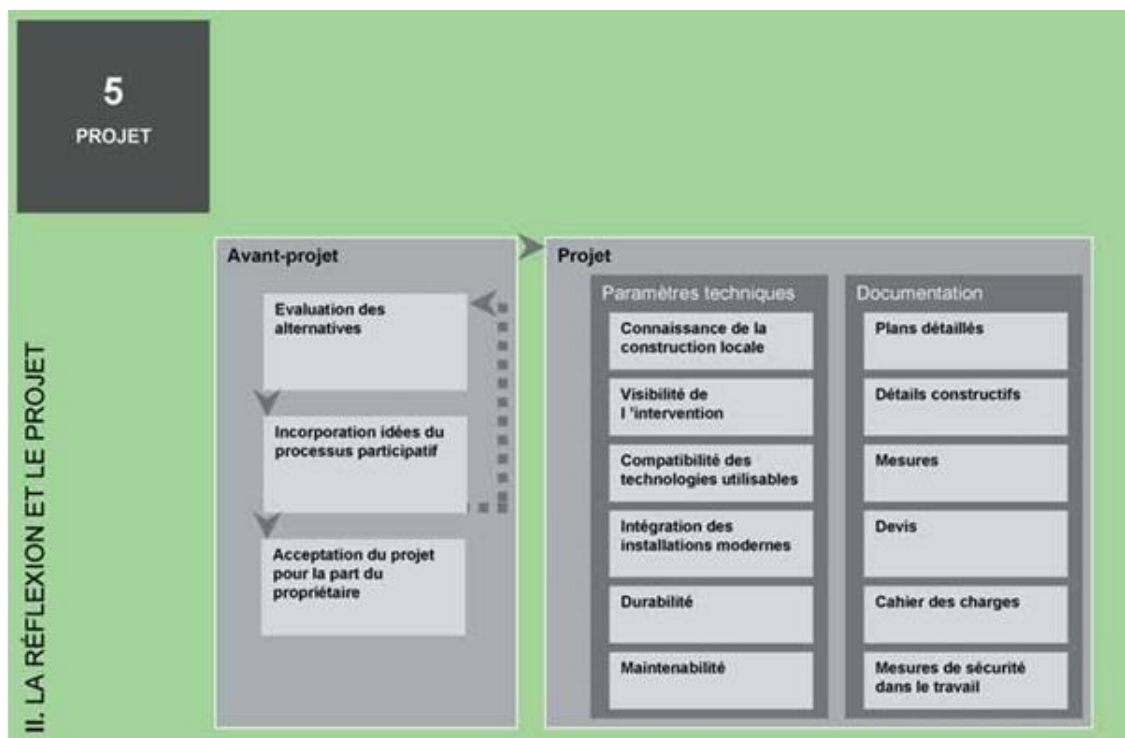 5
PROJET
II. LA RÉFLEXION ET LE PROJET
Avant-projet
Evaluation des
alternatives
Incorporation idées du
processus participatif
Acceptation du projet
pour la part du
propriétaire
Projet
Paramètres techniques
Connaissance de la
construction locale
Visibilité de
l 'intervention
Compatibilité des
technologies utilisables
Intégration des
installations modernes
Durabilité
Maintenabilité
Documentation
Plans détaillés
Détails constructifs
Mesures
Devis
Cahier des charges
Mesures de sécurité
dans le travail